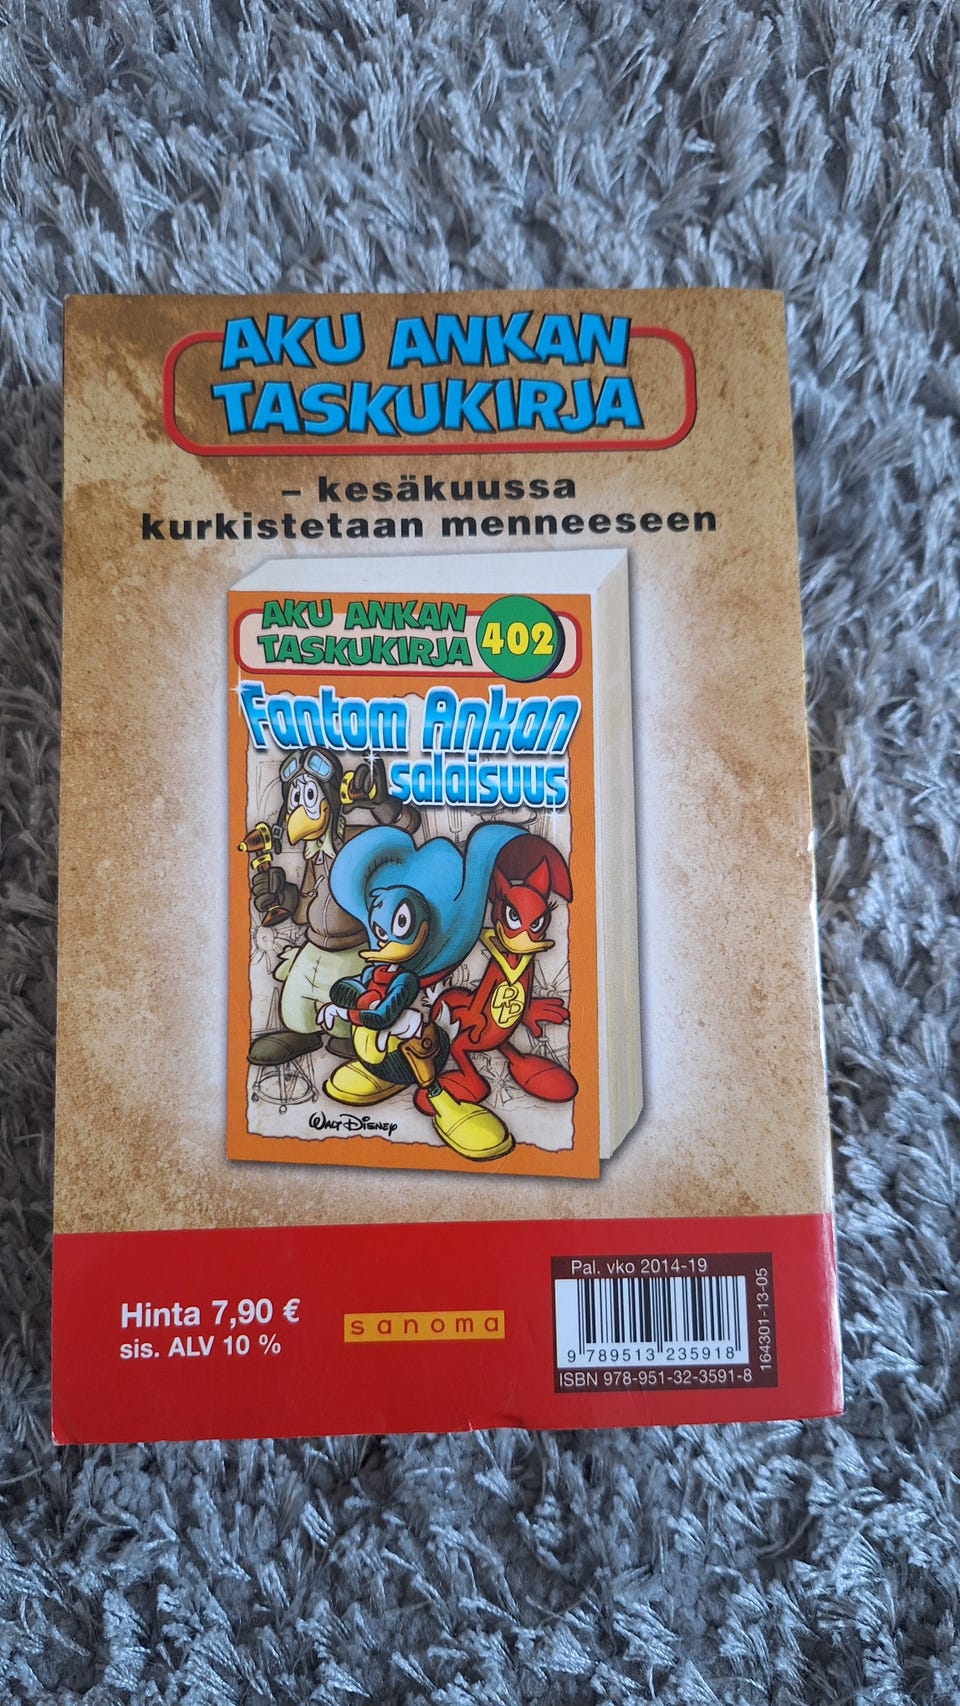 AKU ANKAN
TASKUKIRJA
– kesäkuussa
kurkistetaan menneeseen
AKU ANKAN
TASKUKIRJA
402
Fantom Ankan
salaisuus
PP
WALT DISNEY
Hinta 7,90 €
sis. ALV 10 %
sanoma
Pal. vko 2014-19
9 789513 235918
ISBN 978-951-32-3591-8
164301-13-05